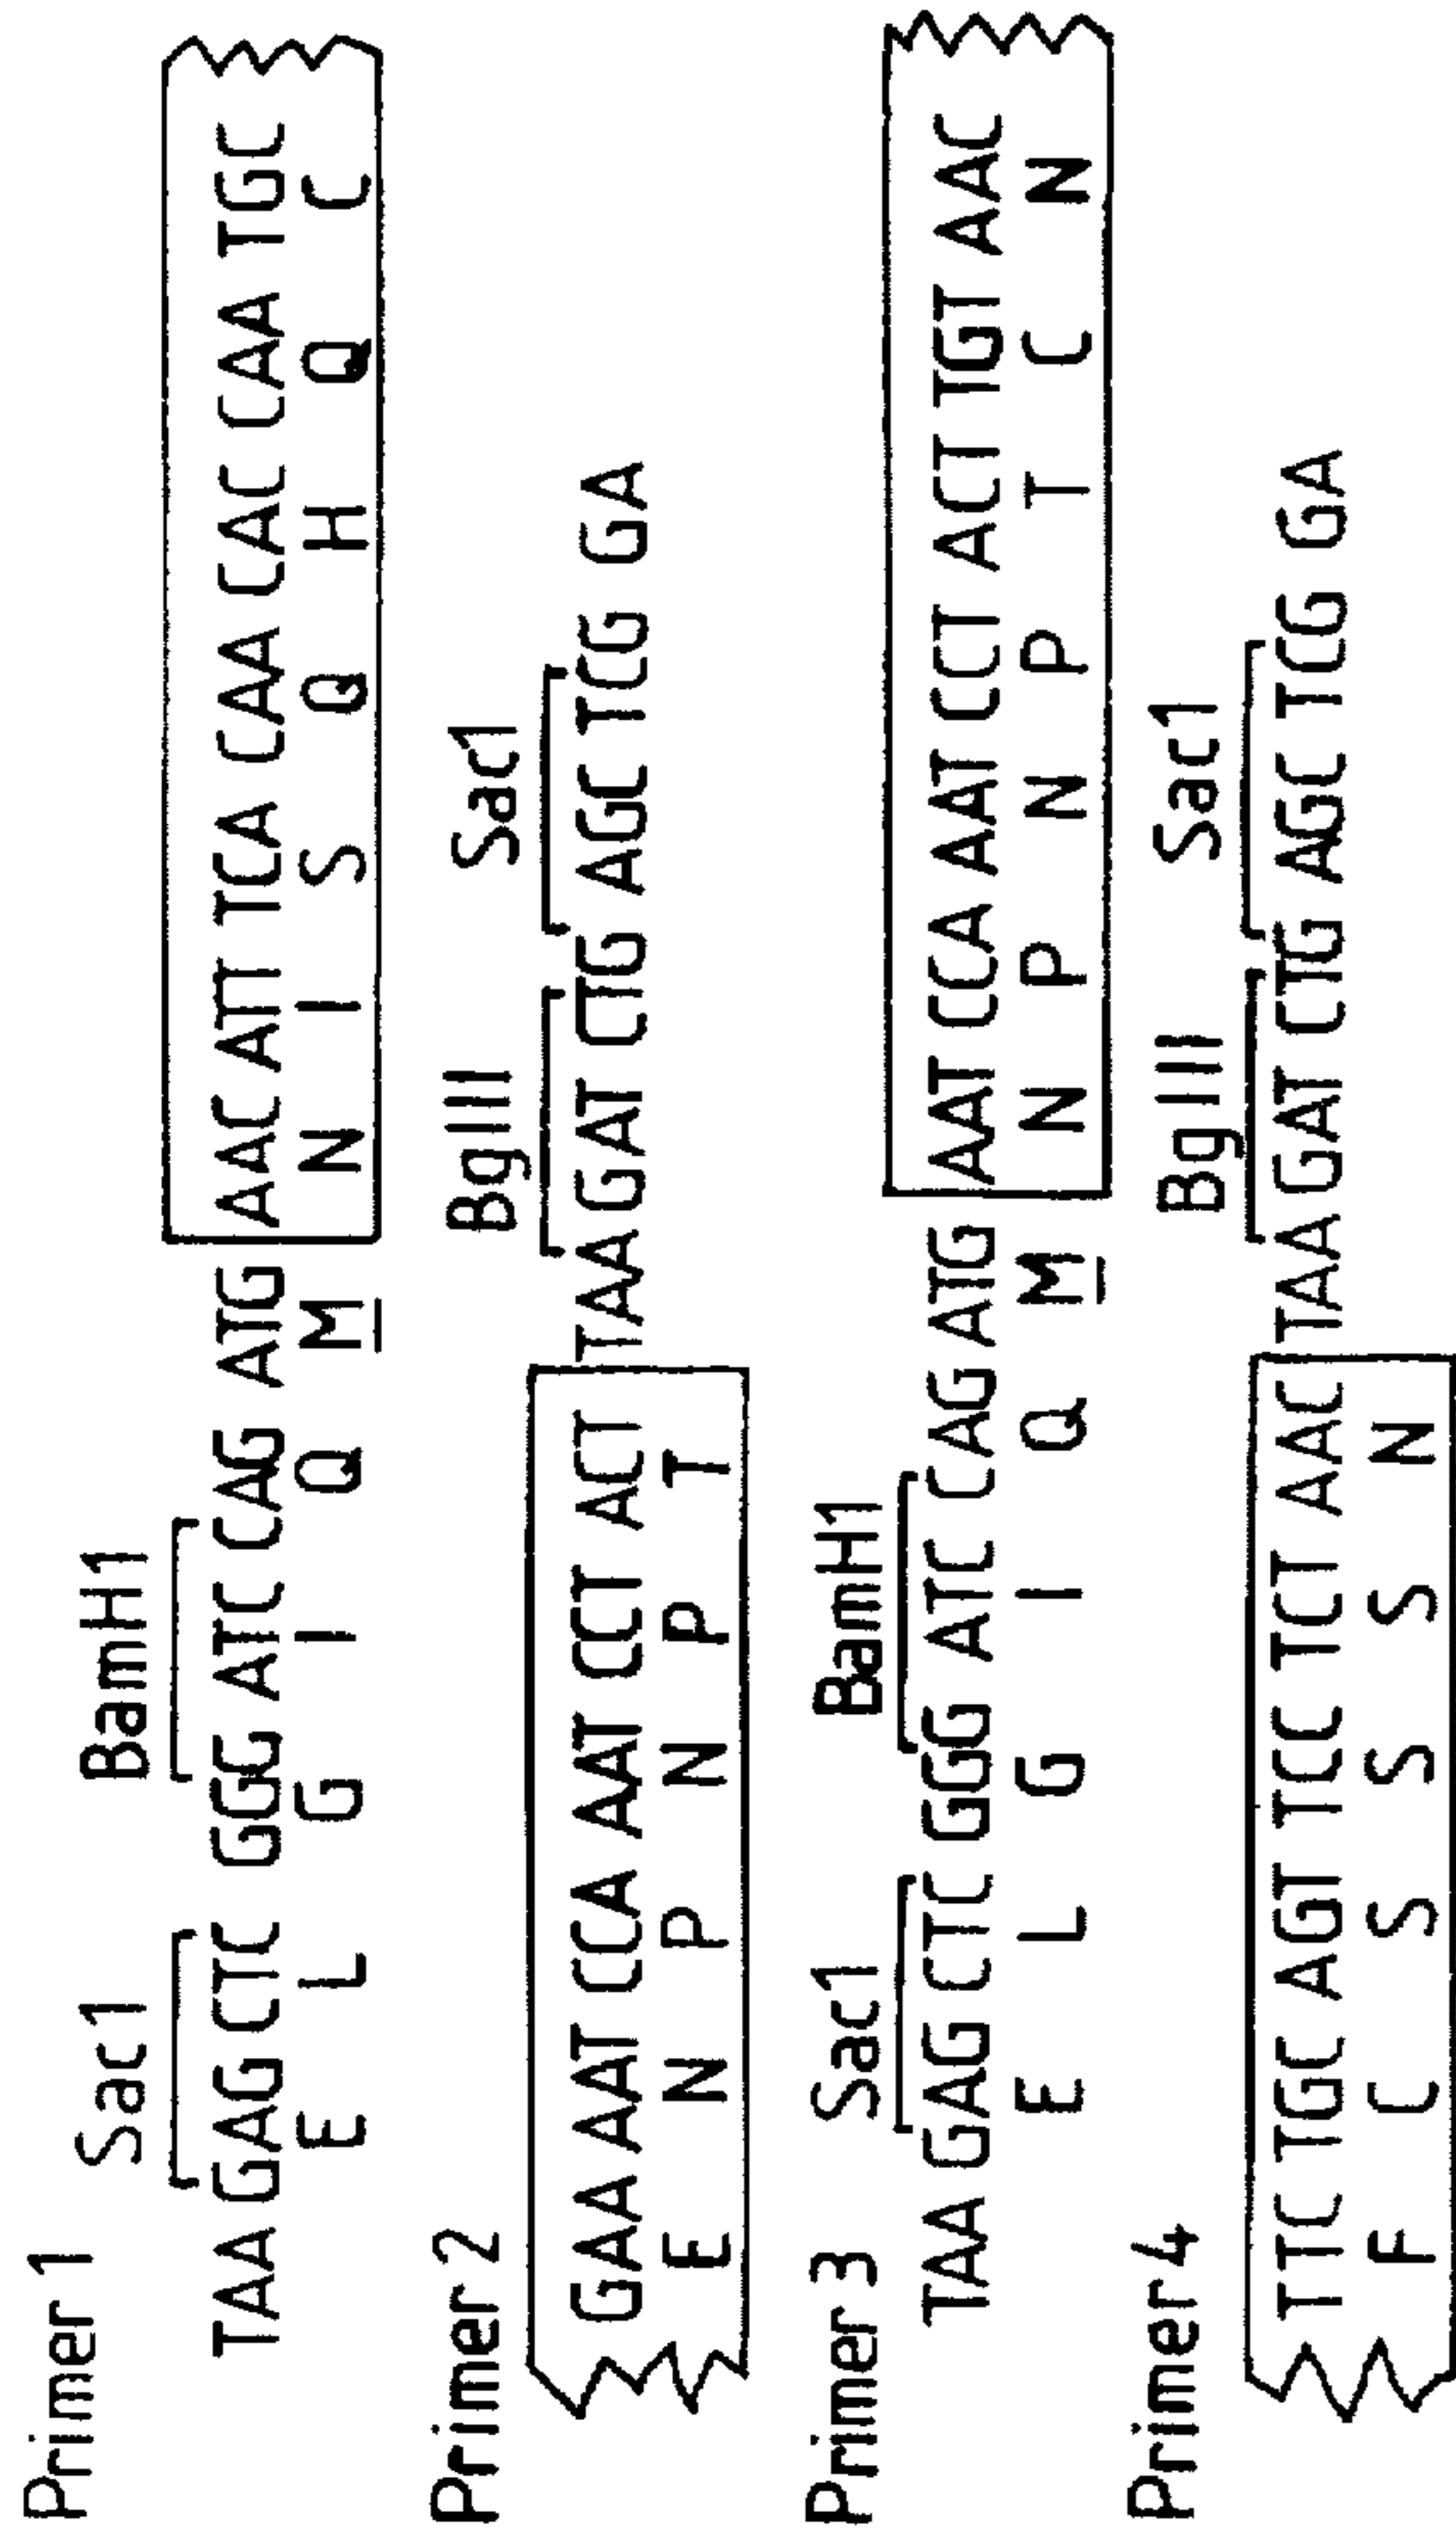 Primer 1
Sac1 BamH1
TAA GAG CTC GGG ATC CAG ATG AAC ATT TCA CAA CAC CAA TGC
E L G I Q M N I S Q H Q C
Primer 2
BglII Sac1
GAA AAT CCA AAT CCT ACT TAA GAT CTG AGC TCG GA
E N P N P T
Primer 3
Sac1 BamH1
TAA GAG CTC GGG ATC CAG ATG AAT CCA AAT CCT ACT TGT AAC
E L G I Q M N P N P T C N
Primer 4
BglII Sac1
TTC TGC AGT TCC TCT AAC TAA GAT CTG AGC TCG GA
F C S S S N